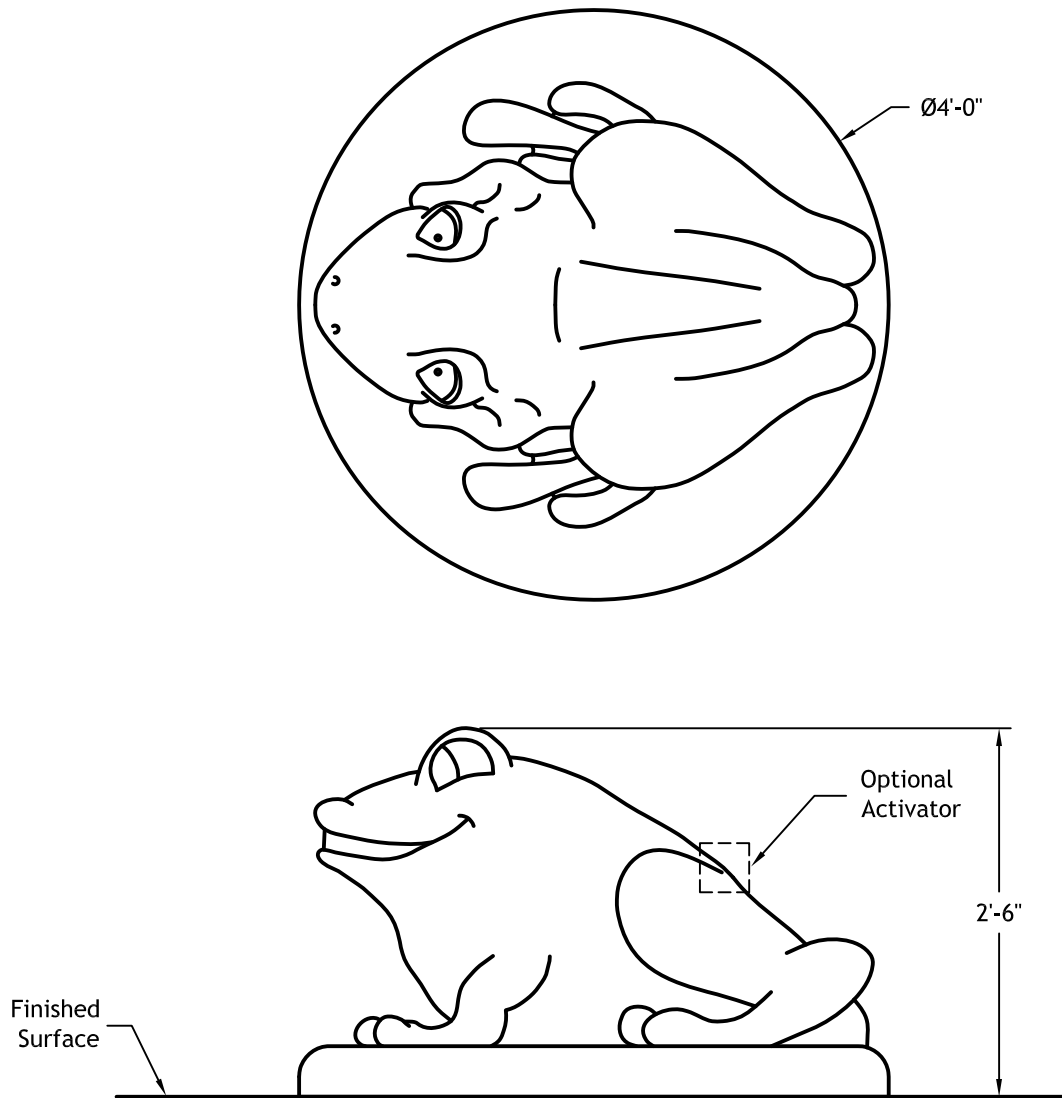 Ø4'-0"
Optional
Activator
2'-6"
Finished
Surface